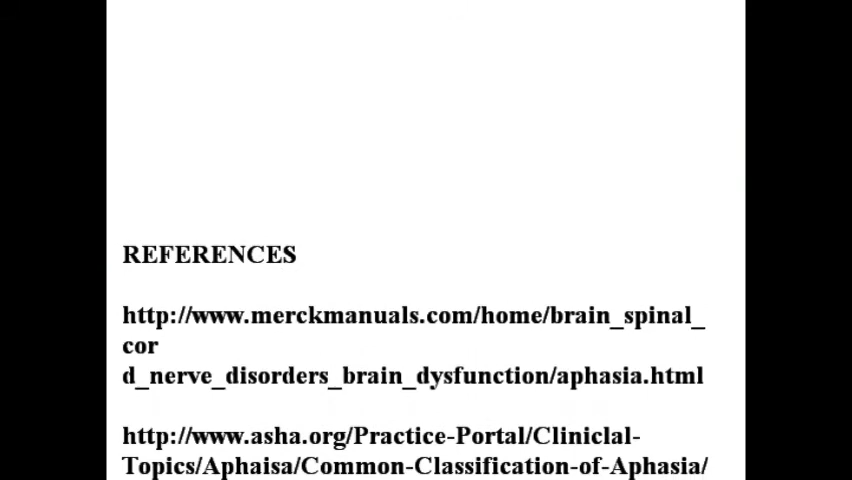 REFERENCES
http://www.merckmanuals.com/home/brain_spinal_
cor
d_nerve_disorders_brain_dysfunction/aphasia.html
http://www.asha.org/Practice-Portal/Cliniclal-
Topics/Aphaisa/Common-Classification-of-Aphasia/